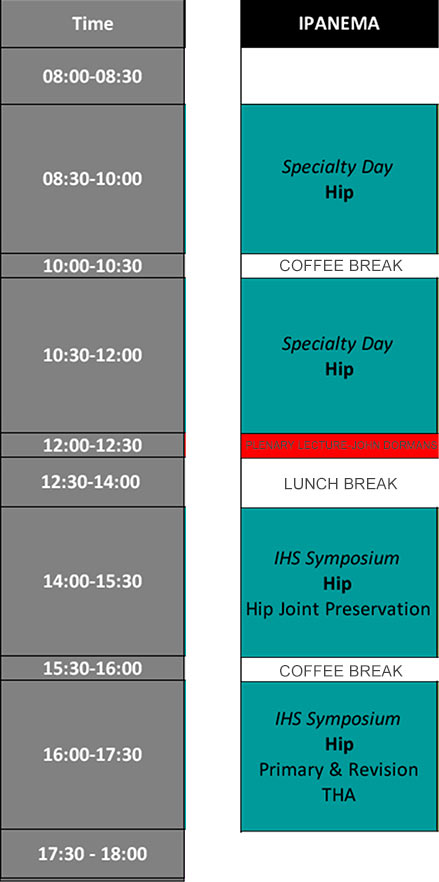 Time IPANEMA
08:00-08:30
08:30-10:00 Specialty Day
Hip
10:00-10:30 COFFEE BREAK
10:30-12:00 Specialty Day
Hip
12:00-12:30 PLENARY LECTURE JOHN
12:30-14:00 LUNCH BREAK
14:00-15:30 IHS Symposium
Hip
Hip Joint Preservation
15:30-16:00 COFFEE BREAK
16:00-17:30 IHS Symposium
Hip
Primary & Revision
THA
17:30 - 18:00